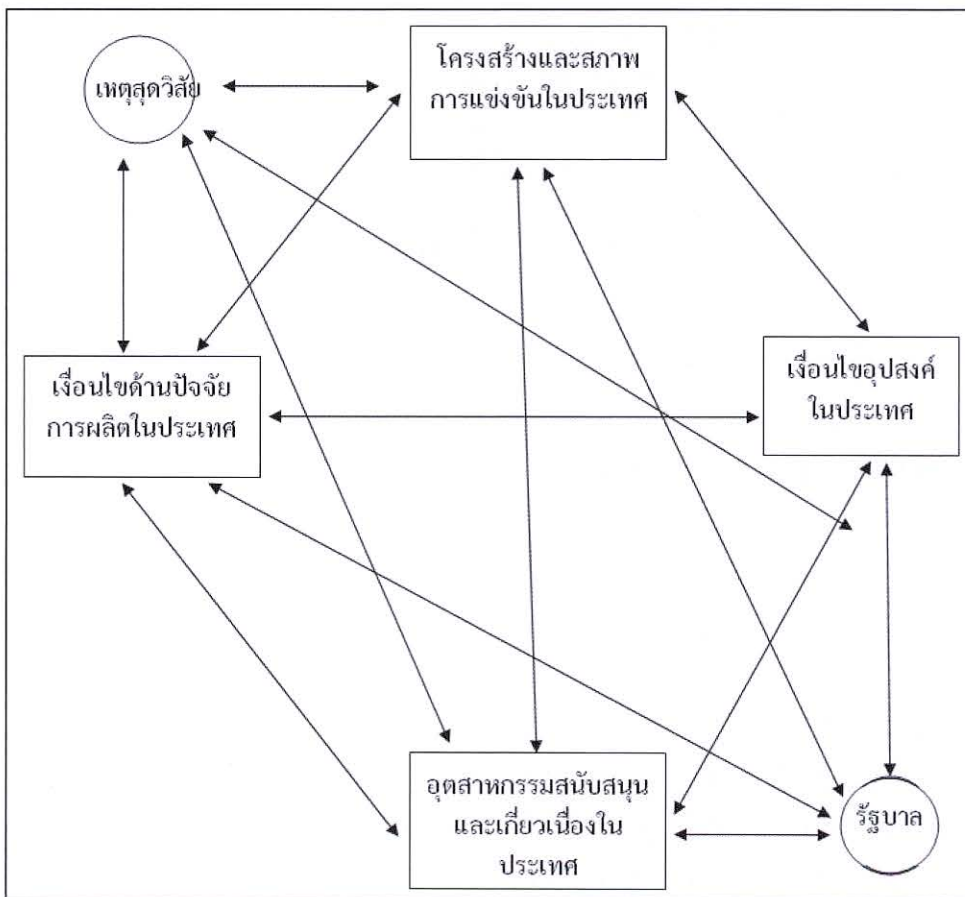 เหตุสุดวิสัย
โครงสร้างและสภาพ
การแข่งขันในประเทศ
เงื่อนไขด้านปัจจัย
การผลิตในประเทศ
เงื่อนไขอุปสงค์
ในประเทศ
อุตสาหกรรมสนับสนุน
และเกี่ยวเนื่องใน
ประเทศ
รัฐบาล